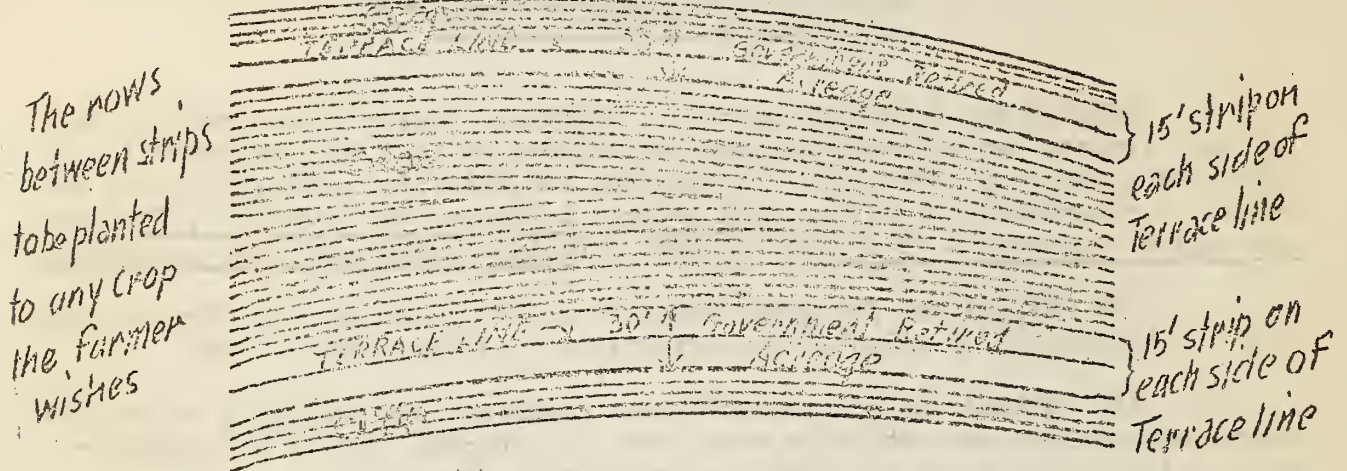 The rows
between strips
to be planted
to any Crop
the farmer
wishes
TERRACE LINE
Government Retired
Acreage
15' strip on
each side of
Terrace line
TERRACE LINE 30' Government Retired
Acreage
15' strip on
each side of
Terrace line